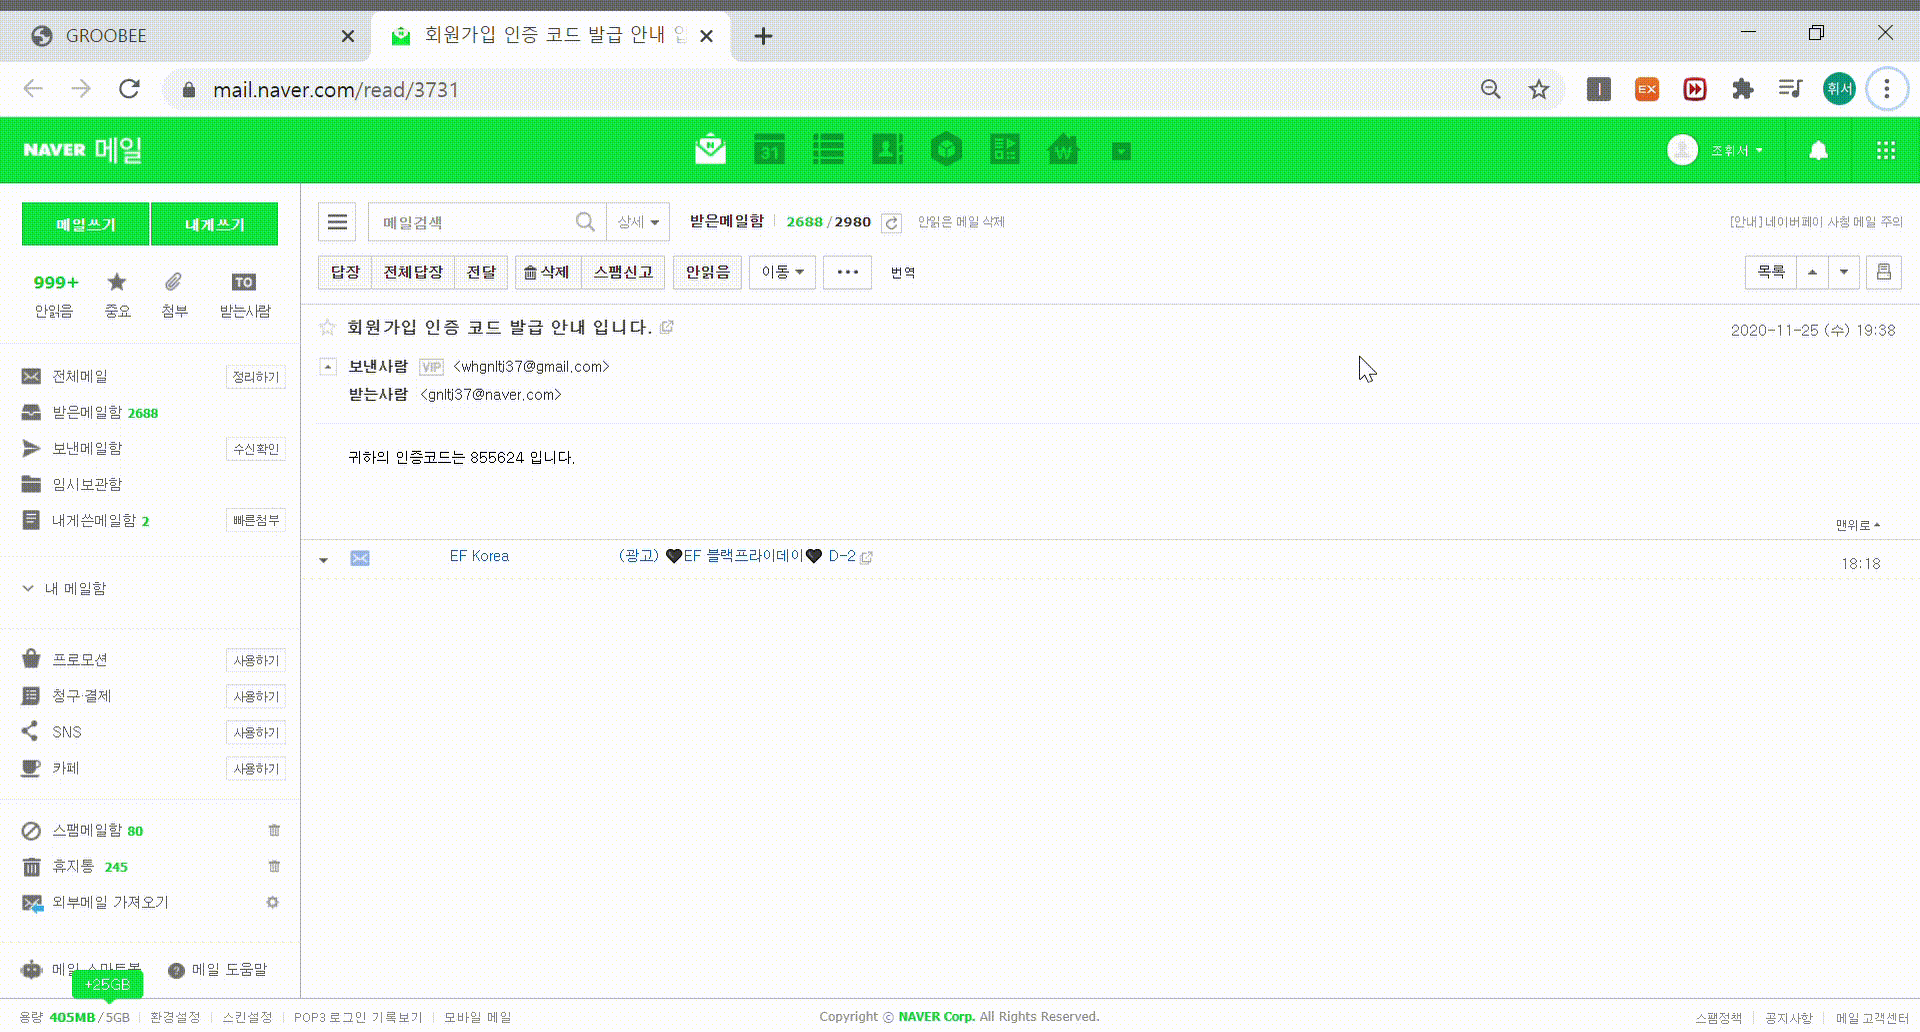 GROOBEE
회원가입 인증 코드 발급 안내 입
mail.naver.com/read/3731
EX
휘서
NAVER 메일
31
조휘서
메일쓰기 내게쓰기
메일검색 상세 받은메일함 2688/2980 안읽은 메일 삭제
[안내] 네이버페이 사칭 메일 주의
답장 전체답장 전달 삭제 스팸신고 안읽음 이동 ··· 번역
목록
999+ TO
안읽음 중요 첨부 받는사람
회원가입 인증 코드 발급 안내 입니다.
2020-11-25 (수) 19:38
보낸사람 VIP <whgnltj37@gmail.com>
받는사람 <gnltj37@naver.com>
귀하의 인증코드는 855624 입니다.
맨위로
EF Korea (광고) ♥EF 블랙프라이데이♥ D-2
18:18
전체메일 정리하기
받은메일함 2688
보낸메일함 수신확인
임시보관함
내게쓴메일함 2 빠른첨부
내 메일함
프로모션 사용하기
청구·결제 사용하기
SNS 사용하기
카페 사용하기
스팸메일함 80
휴지통 245
외부메일 가져오기
메일 스마트봇 메일 도움말
+25GB
용량 405MB/5GB 환경설정 스킨설정 POP3 로그인 기록보기 모바일 메일
Copyright © NAVER Corp. All Rights Reserved.
스팸정책 공지사항 메일 고객센터